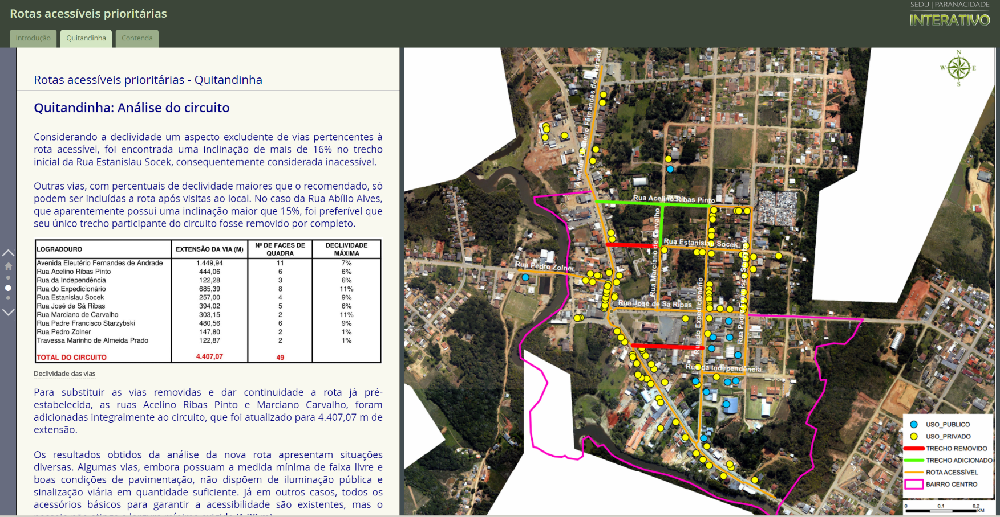 Rotas acessíveis prioritárias
SEDU | PARANACIDADE
INTERATIVO
Introdução
Quitandinha
Contenda
Rotas acessíveis prioritárias - Quitandinha
Quitandinha: Análise do circuito
Considerando a declividade um aspecto excludente de vias pertencentes à
rota acessível, foi encontrada uma inclinação de mais de 16% no trecho
inicial da Rua Estanislau Socek, consequentemente considerada inacessível.
Outras vias, com percentuais de declividade maiores que o recomendado, só
podem ser incluídas a rota após visitas ao local. No caso da Rua Abílio Alves,
que aparentemente possui uma inclinação maior que 15%, foi preferível que
seu único trecho participante do circuito fosse removido por completo.
LOGRADOURO EXTENSÃO DA VIA (M) Nº DE FACES DE QUADRA DECLIVIDADE MÁXIMA
Avenida Eleutério Fernandes de Andrade 1.449,94 11 7%
Rua Acelino Ribas Pinto 444,06 6 6%
Rua da Independência 122,28 3 6%
Rua do Expedicionário 685,39 8 11%
Rua Estanislau Socek 257,00 4 9%
Rua José de Sá Ribas 394,02 5 6%
Rua Marciano de Carvalho 303,15 2 11%
Rua Padre Francisco Starzybski 480,56 6 9%
Rua Pedro Zolner 147,80 2 1%
Travessa Marinho de Almeida Prado 122,87 2 1%
TOTAL DO CIRCUITO 4.407,07 49
Declividade das vias
Para substituir as vias removidas e dar continuidade a rota já pré-
estabelecida, as ruas Acelino Ribas Pinto e Marciano Carvalho, foram
adicionadas integralmente ao circuito, que foi atualizado para 4.407,07 m de
extensão.
Os resultados obtidos da análise da nova rota apresentam situações
diversas. Algumas vias, embora possuam a medida mínima de faixa livre e
boas condições de pavimentação, não dispõem de iluminação pública e
sinalização viária em quantidade suficiente. Já em outros casos, todos os
acessórios básicos para garantir a acessibilidade são existentes, mas o
N
W E
S
Avenida Fernandes de Andrade
Rua Acelino Ribas Pinto
Rua Marciano de Carvalho
Rua Estanislau Socek
Rua Pedro Zolner
Rua do Expedicionário
Rua José de Sá Ribas
Rua Padre
Rua da Independência
USO_PUBLICO
USO_PRIVADO
TRECHO REMOVIDO
TRECHO ADICIONADO
ROTA ACESSÍVEL
BAIRRO CENTRO
0 0,1 0,2
KM